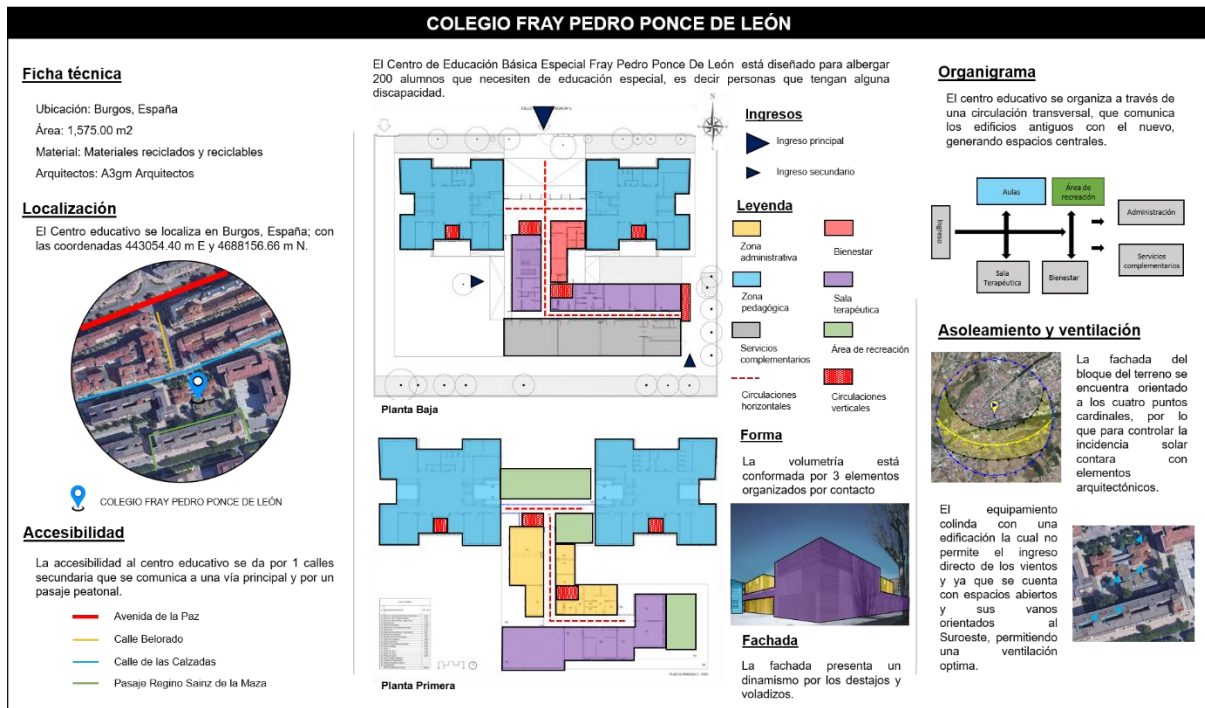 COLEGIO FRAY PEDRO PONCE DE LEÓN
Ficha técnica
Ubicación: Burgos, España
Área: 1,575.00 m2
Material: Materiales reciclados y reciclables
Arquitectos: A3gm Arquitectos
Localización
El Centro educativo se localiza en Burgos, España; con
las coordenadas 443054.40 m E y 4688156.66 m N.
COLEGIO FRAY PEDRO PONCE DE LEÓN
Accesibilidad
La accesibilidad al centro educativo se da por 1 calles
secundaria que se comunica a una vía principal y por un
pasaje peatonal.
Avenida de la Paz
Calle Belorado
Calle de las Calzadas
Pasaje Regino Sainz de la Maza
El Centro de Educación Básica Especial Fray Pedro Ponce De León está diseñado para albergar
200 alumnos que necesiten de educación especial, es decir personas que tengan alguna
discapacidad.
N
Planta Baja
Planta Primera
Ingresos
Ingreso principal
Ingreso secundario
Leyenda
Zona
administrativa
Bienestar
Zona
pedagógica
Sala
terapéutica
Servicios
complementarios
Área de recreación
Circulaciones
horizontales
Circulaciones
verticales
Forma
La volumetría está
conformada por 3 elementos
organizados por contacto
Fachada
La fachada presenta un
dinamismo por los destajos y
voladizos.
Organigrama
El centro educativo se organiza a través de
una circulación transversal, que comunica
los edificios antiguos con el nuevo,
generando espacios centrales.
Ingreso
Aulas
Área de
recreación
Administración
Servicios
complementarios
Sala
Terapéutica
Bienestar
Asoleamiento y ventilación
La fachada del
bloque del terreno se
encuentra orientado
a los cuatro puntos
cardinales, por lo
que para controlar la
incidencia solar
contara con
elementos
arquitectónicos.
El equipamiento
colinda con una
edificación la cual no
permite el ingreso
directo de los vientos
y ya que se cuenta
con espacios abiertos
y sus vanos
orientados al
Suroeste, permitiendo
una ventilación
optima.